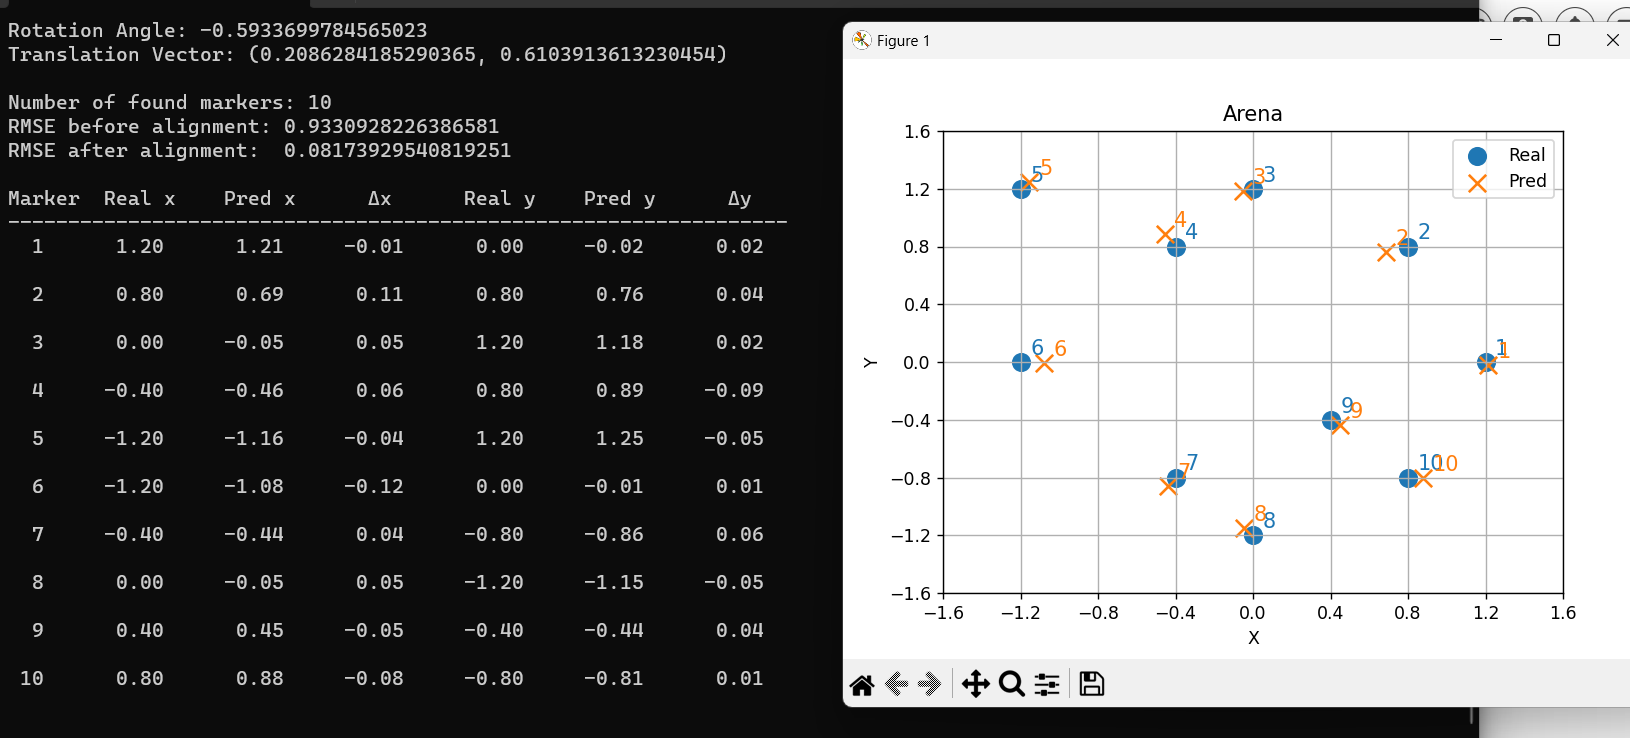 Rotation Angle: -0.5933699784565023
Translation Vector: (0.2086284185290365, 0.6103913613230454)
Number of found markers: 10
RMSE before alignment: 0.9330928226386581
RMSE after alignment:  0.08173929540819251
Marker  Real x    Pred x      Δx      Real y    Pred y      Δy
-----------------------------------------------------------------
1      1.20      1.21     -0.01      0.00     -0.02      0.02
2      0.80      0.69      0.11      0.80      0.76      0.04
3      0.00     -0.05      0.05      1.20      1.18      0.02
4     -0.40     -0.46      0.06      0.80      0.89     -0.09
5     -1.20     -1.16     -0.04      1.20      1.25     -0.05
6     -1.20     -1.08     -0.12      0.00     -0.01      0.01
7     -0.40     -0.44      0.04     -0.80     -0.86      0.06
8      0.00     -0.05      0.05     -1.20     -1.15     -0.05
9      0.40      0.45     -0.05     -0.40     -0.44      0.04
10      0.80      0.88     -0.08     -0.80     -0.81      0.01
Figure 1
Arena
Real
Pred
1.6
1.2
0.8
0.4
0.0
−0.4
−0.8
−1.2
−1.6
Y
5 5
3 3
4
4
2 2
6 6
1 1
9 9
7 7
10 10
8 8
−1.6 −1.2 −0.8 −0.4 0.0 0.4 0.8 1.2 1.6
X